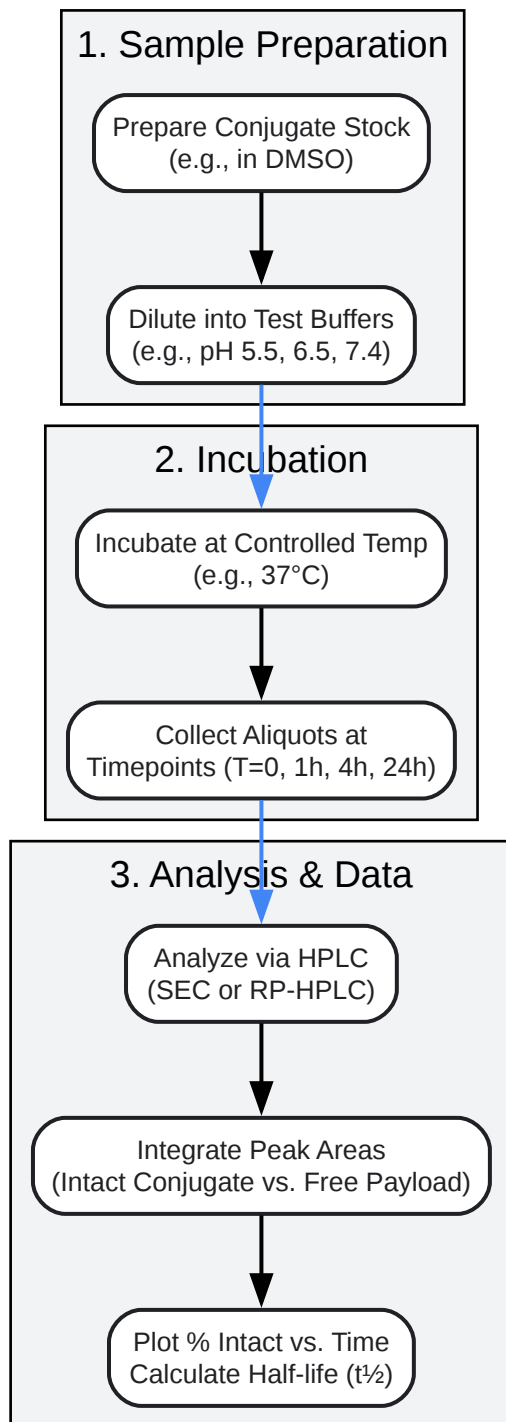 1. Sample Preparation
Prepare Conjugate Stock
(e.g., in DMSO)
Dilute into Test Buffers
(e.g., pH 5.5, 6.5, 7.4)
2. Incubation
Incubate at Controlled Temp
(e.g., 37°C)
Collect Aliquots at
Timepoints (T=0, 1h, 4h, 24h)
3. Analysis & Data
Analyze via HPLC
(SEC or RP-HPLC)
Integrate Peak Areas
(Intact Conjugate vs. Free Payload)
Plot % Intact vs. Time
Calculate Half-life (t½)